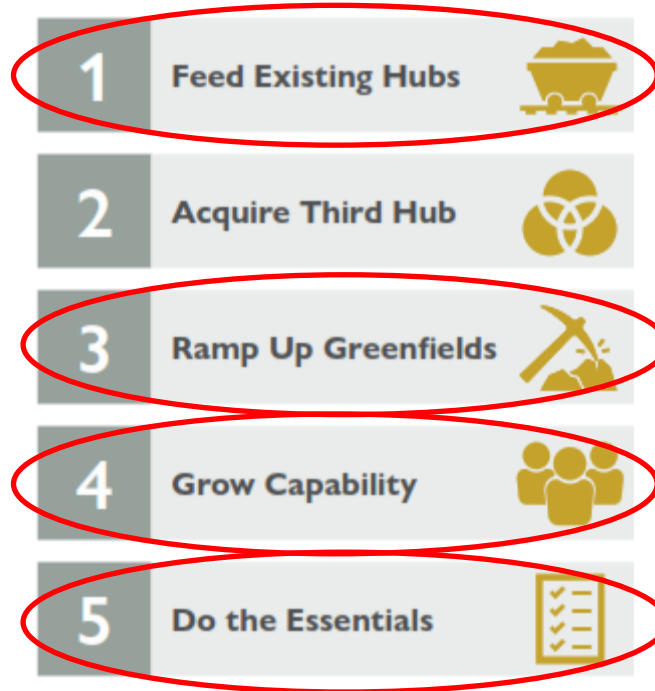 1 Feed Existing Hubs
2 Acquire Third Hub
3 Ramp Up Greenfields
4 Grow Capability
5 Do the Essentials